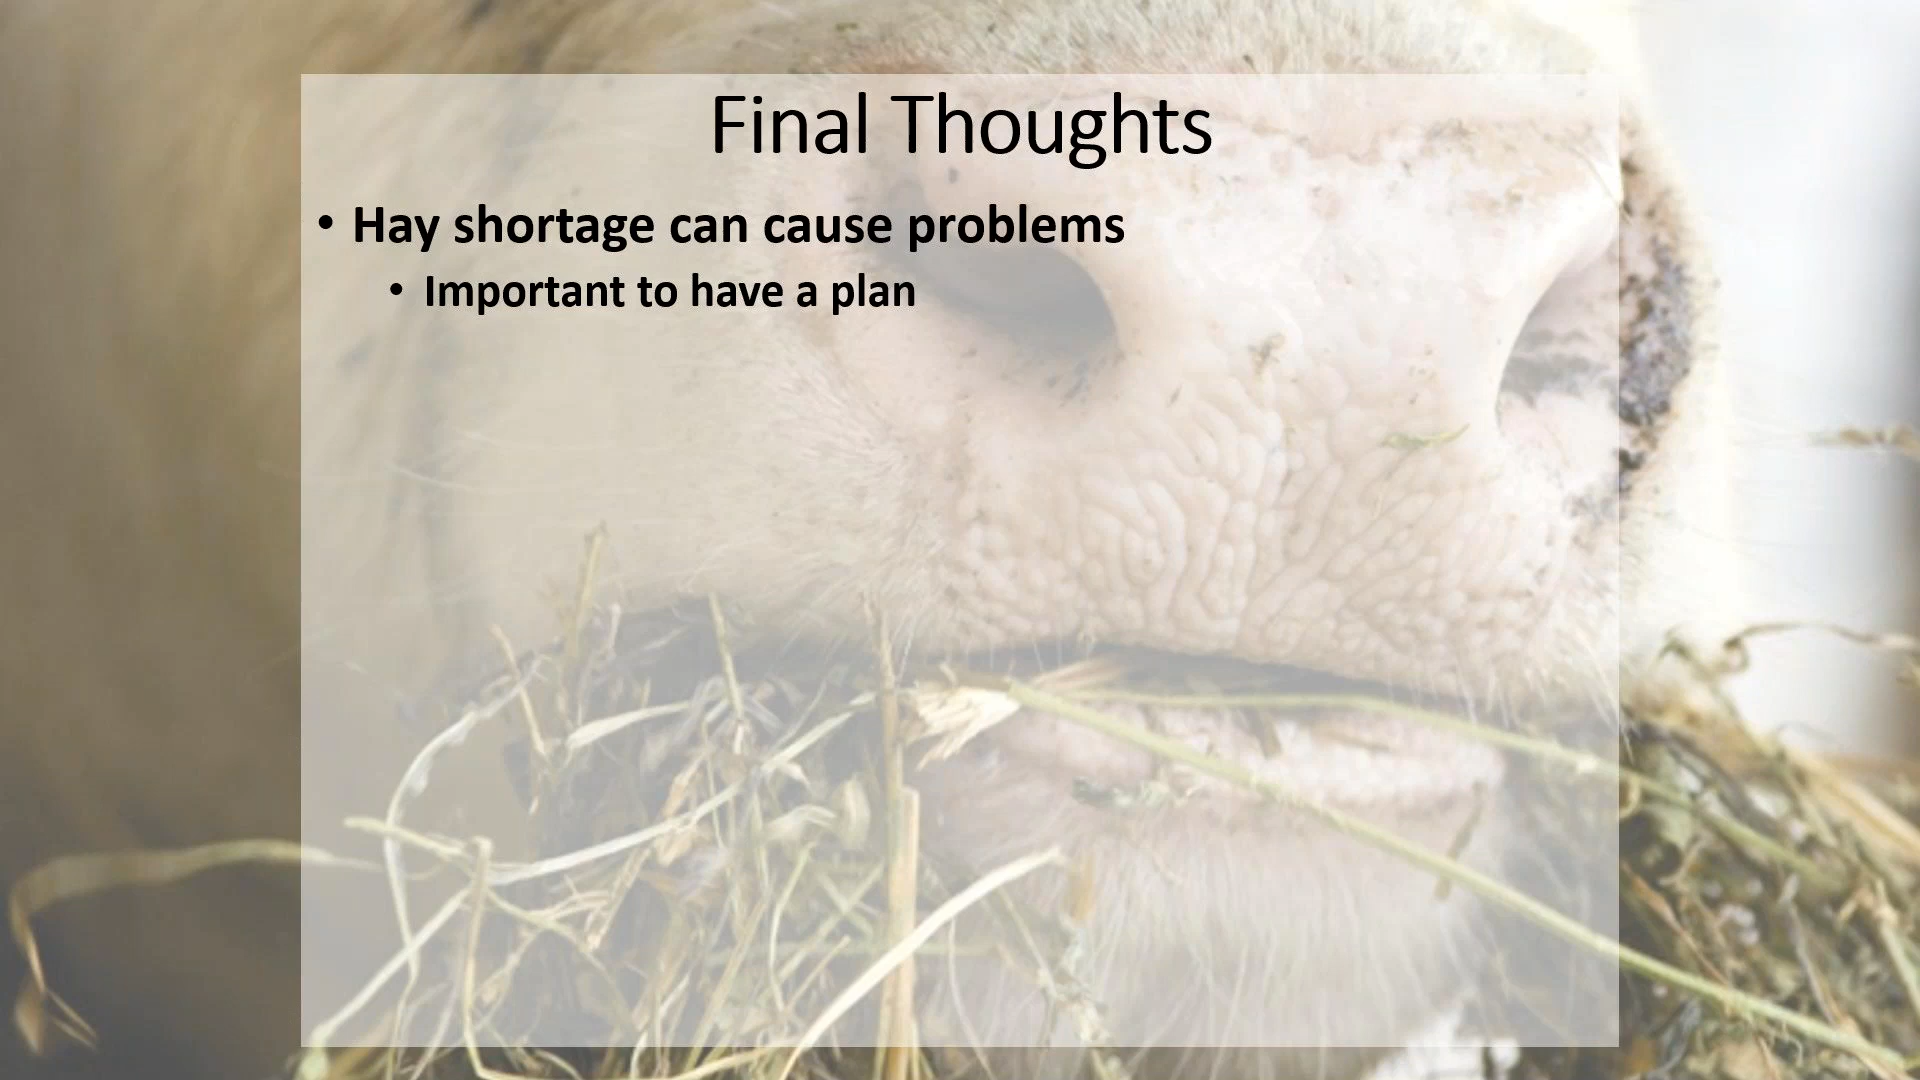 Final Thoughts
• Hay shortage can cause problems
• Important to have a plan